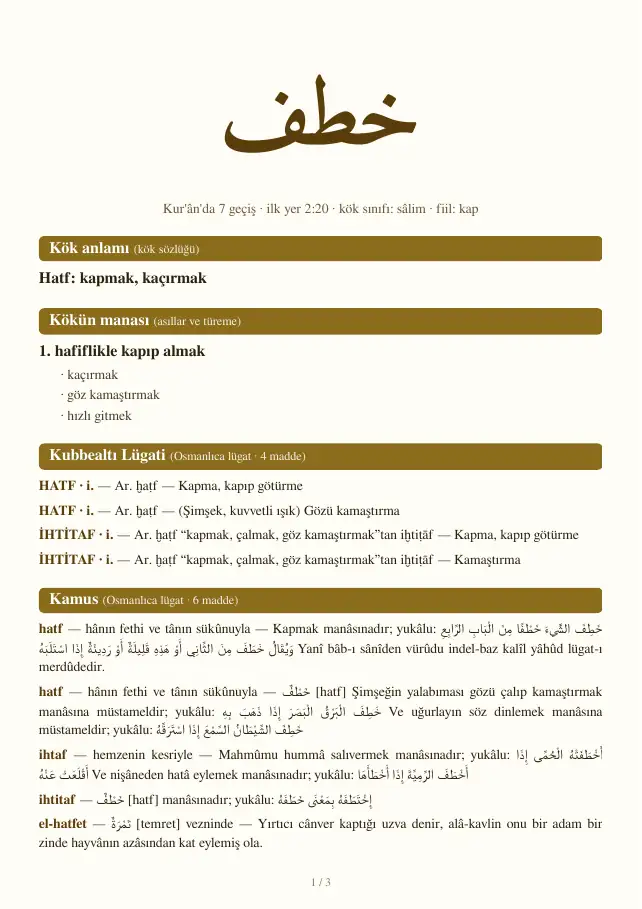 خطف
Kur'ân'da 7 geçiş · ilk yer 2:20 · kök sınıfı: sâlim · fiil: kap
Kök anlamı (kök sözlüğü)
Hatf: kapmak, kaçırmak
Kökün manası (asıllar ve türeme)
1. hafiflikle kapıp almak
· kaçırmak
· göz kamaştırmak
· hızlı gitmek
Kubbealtı Lügati (Osmanlıca lügat · 4 madde)
HATF · i. — Ar. ḫaṭf — Kapma, kapıp götürme
HATF · i. — Ar. ḫaṭf — (Şimşek, kuvvetli ışık) Gözü kamaştırma
İHTİTAF · i. — Ar. ḫaṭf “kapmak, çalmak, göz kamaştırmak”tan iḫtiṭāf — Kapma, kapıp götürme
İHTİTAF · i. — Ar. ḫaṭf “kapmak, çalmak, göz kamaştırmak”tan iḫtiṭāf — Kamaştırma
Kamus (Osmanlıca lügat · 6 madde)
hatf — hânın fethi ve tânın sükûnuyla — Kapmak manâsınadır; yukâlu: خَطِفَ الشَّيْءَ خَطْفًا مِنَ الْبَابِ الرَّابِعِ
وَيُقَالُ خَطَفَ مِنَ الثَّانِي أَوْ هَذِهِ قَلِيلَةٌ أَوْ رَدِيئَةٌ إِذَا اسْتَلَبَهُ Yanî bâb-ı sânîden vürûdu indel-baz kalîl yâhûd lügat-ı
merdûdedir.
hatf — hânın fethi ve tânın sükûnuyla — خَطْفٌ [hatf] Şimşeğin yalabıması gözü çalıp kamaştırmak
manâsına müstameldir; yukâlu: خَطِفَ الْبَرْقُ الْبَصَرَ إِذَا ذَهَبَ بِهِ Ve uğurlayın söz dinlemek manâsına
müstameldir; yukâlu: خَطِفَ الشَّيْطَانُ السَّمْعَ إِذَا اسْتَرَقَهُ
ihtaf — hemzenin kesriyle — Mahmûmu hummâ salıvermek manâsınadır; yukâlu: أَخْطَفَتْهُ الْحُمَّى إِذَا
أَقْلَعَتْ عَنْهُ Ve nişâneden hatâ eylemek manâsınadır; yukâlu: أَخْطَفَ الرَّمِيَّةَ إِذَا أَخْطَأَهَا
ihtitaf — خَطْفٌ [hatf] manâsınadır; yukâlu: إِخْتَطَفَهُ بِمَعْنَى خَطَفَهُ
el-hatfet — تَمْرَةٌ [temret] vezninde — Yırtıcı cânver kaptığı uzva denir, alâ-kavlin onu bir adam bir
zinde hayvânın azâsından kat eylemiş ola.
1 / 3